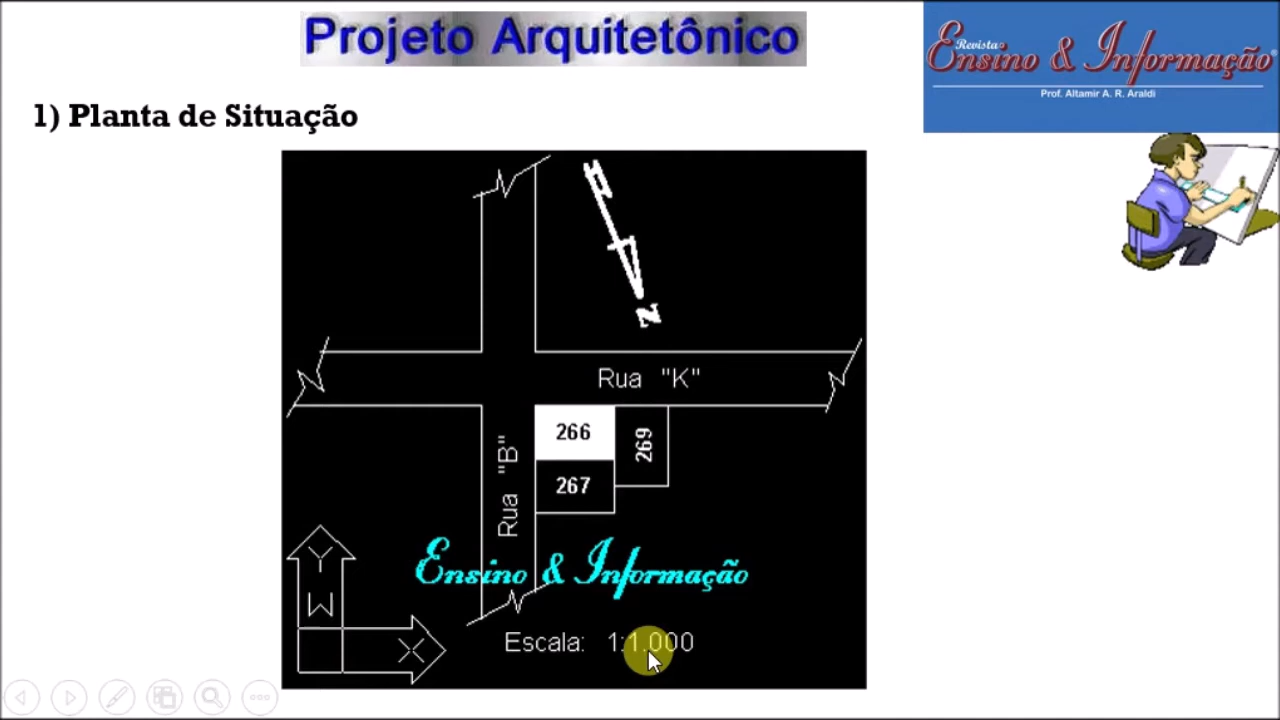 Projeto Arquitetônico
Revista
Ensino & Informação®
Prof. Altamir A. R. Araldi
1) Planta de Situação
N
Rua "K"
266
269
267
Rua "B"
Ensino & Informação
Y
W
X
Escala: 1:1.000